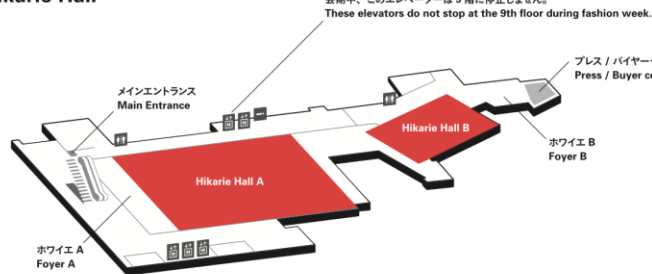 Hikarie Hall
These elevators do not stop at the 9th floor during fashion week.
プレス / バイヤー
Press / Buyer
メインエントランス
Main Entrance
Hikarie Hall B
ホワイエ B
Foyer B
Hikarie Hall A
ホワイエ A
Foyer A